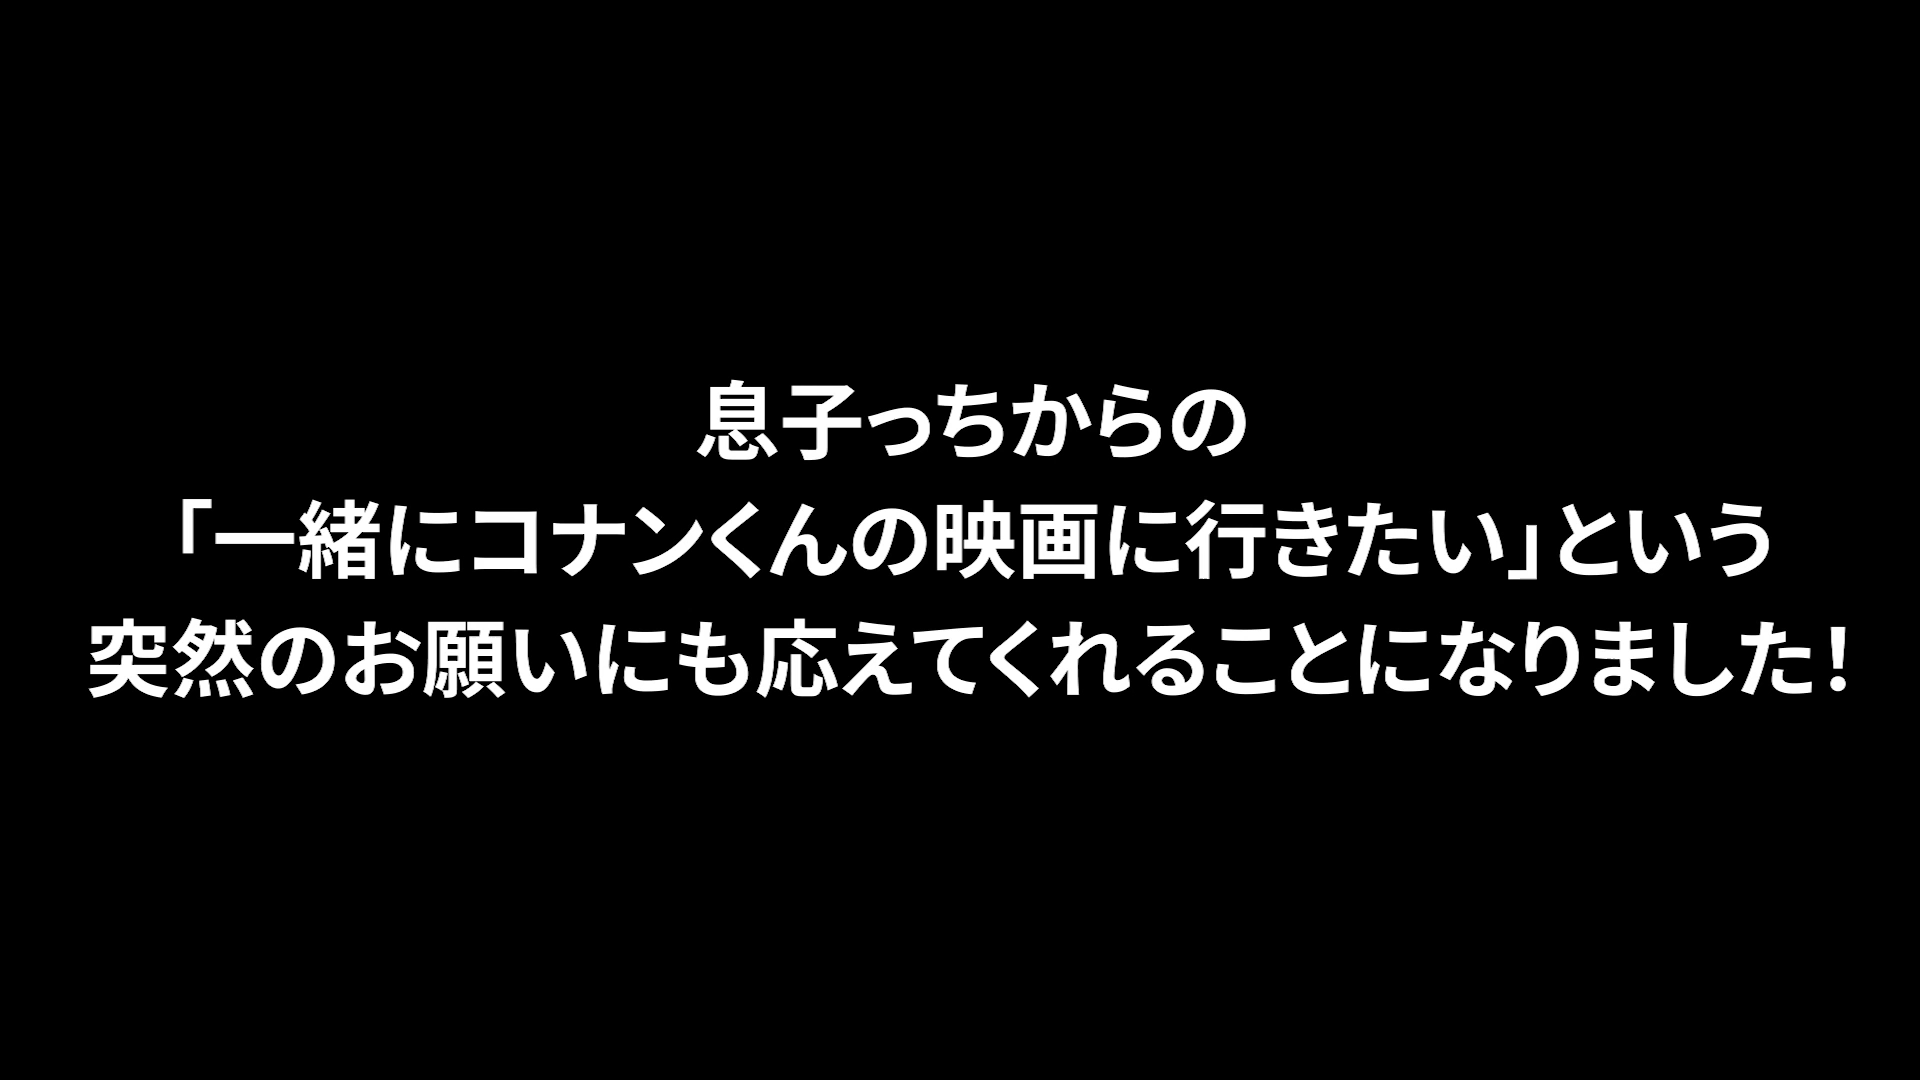 息子っちからの
「一緒にコナンくんの映画に行きたい」という
突然のお願いにも応えてくれることになりました!